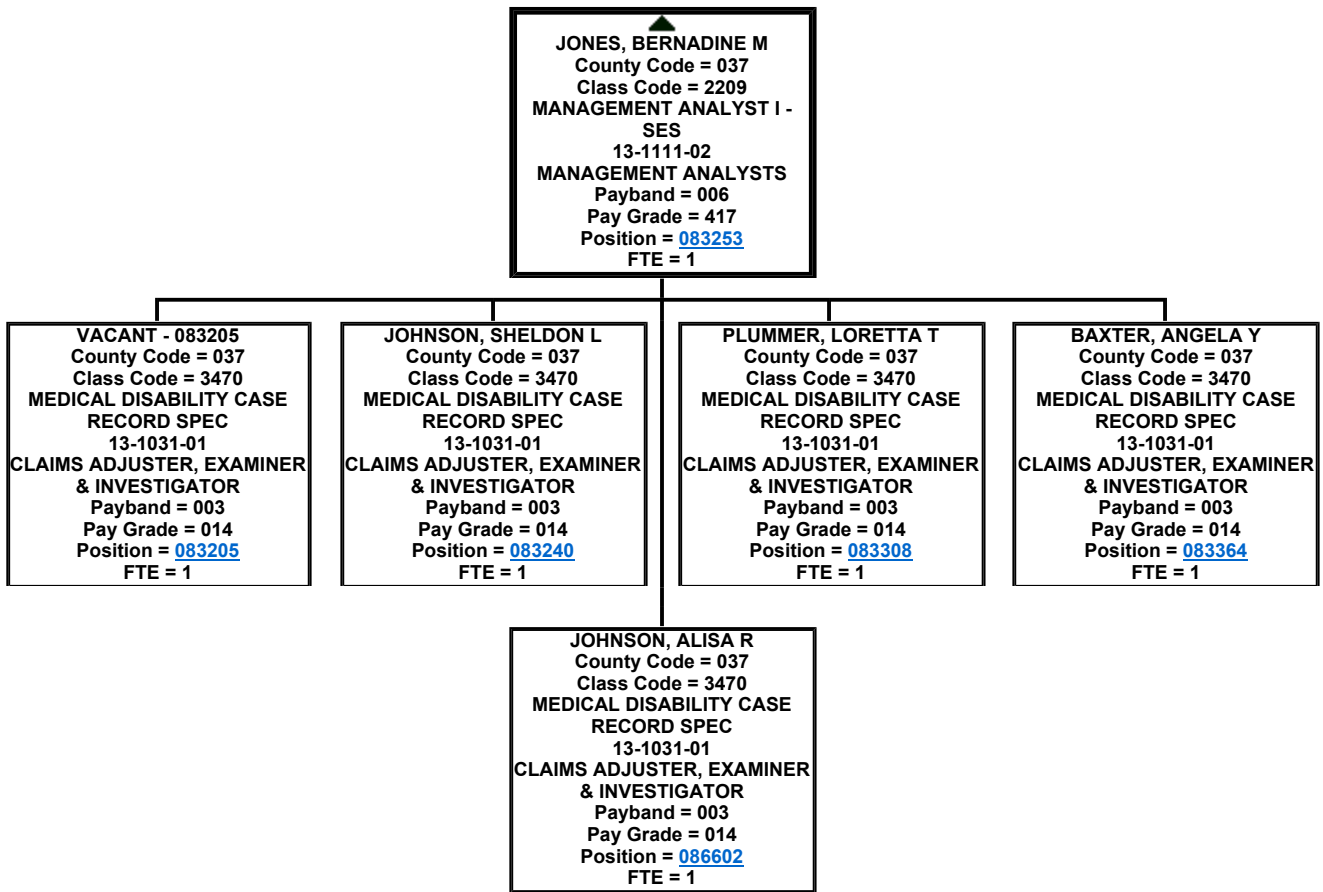 JONES, BERNADINE M
County Code = 037
Class Code = 2209
MANAGEMENT ANALYST I -
SES
13-1111-02
MANAGEMENT ANALYSTS
Payband = 006
Pay Grade = 417
Position = 083253
FTE = 1
VACANT - 083205
County Code = 037
Class Code = 3470
MEDICAL DISABILITY CASE
RECORD SPEC
13-1031-01
CLAIMS ADJUSTER, EXAMINER
& INVESTIGATOR
Payband = 003
Pay Grade = 014
Position = 083205
FTE = 1
JOHNSON, SHELDON L
County Code = 037
Class Code = 3470
MEDICAL DISABILITY CASE
RECORD SPEC
13-1031-01
CLAIMS ADJUSTER, EXAMINER
& INVESTIGATOR
Payband = 003
Pay Grade = 014
Position = 083240
FTE = 1
PLUMMER, LORETTA T
County Code = 037
Class Code = 3470
MEDICAL DISABILITY CASE
RECORD SPEC
13-1031-01
CLAIMS ADJUSTER, EXAMINER
& INVESTIGATOR
Payband = 003
Pay Grade = 014
Position = 083308
FTE = 1
BAXTER, ANGELA Y
County Code = 037
Class Code = 3470
MEDICAL DISABILITY CASE
RECORD SPEC
13-1031-01
CLAIMS ADJUSTER, EXAMINER
& INVESTIGATOR
Payband = 003
Pay Grade = 014
Position = 083364
FTE = 1
JOHNSON, ALISA R
County Code = 037
Class Code = 3470
MEDICAL DISABILITY CASE
RECORD SPEC
13-1031-01
CLAIMS ADJUSTER, EXAMINER
& INVESTIGATOR
Payband = 003
Pay Grade = 014
Position = 086602
FTE = 1